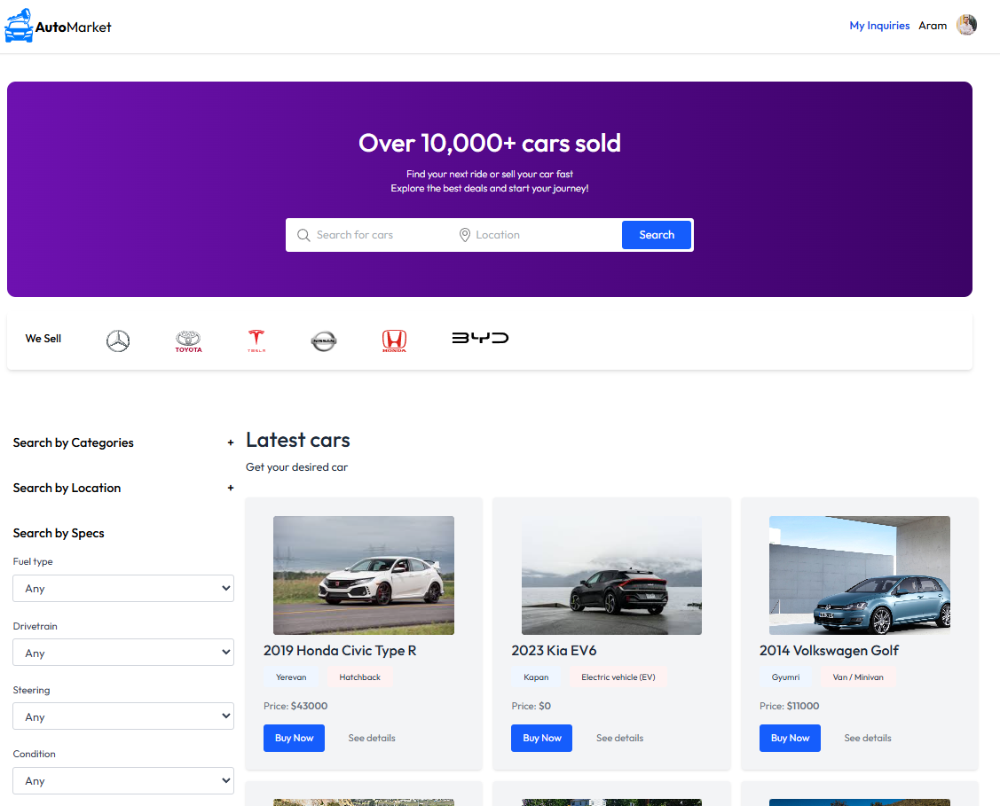 AutoMarket
My Inquiries
Aram
Over 10,000+ cars sold
Find your next ride or sell your car fast
Explore the best deals and start your journey!
Search for cars
Location
Search
We Sell
TOYOTA
TESLA
NISSAN
HONDA
BYD
Search by Categories +
Search by Location +
Search by Specs
Fuel type
Any
Drivetrain
Any
Steering
Any
Condition
Any
Latest cars
Get your desired car
2019 Honda Civic Type R
Yerevan
Hatchback
Price: $43000
Buy Now
See details
2023 Kia EV6
Kapan
Electric vehicle (EV)
Price: $0
Buy Now
See details
2014 Volkswagen Golf
Gyumri
Van / Minivan
Price: $11000
Buy Now
See details